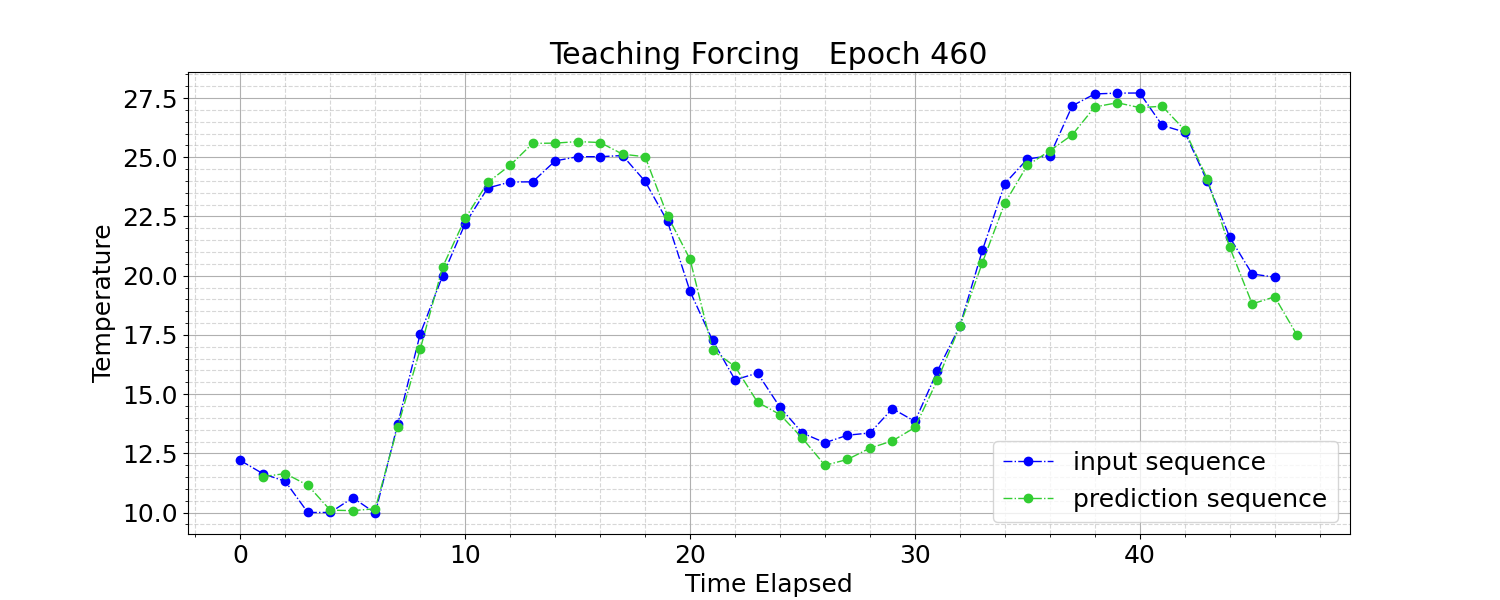 Teaching Forcing   Epoch 460
27.5
25.0
22.5
20.0
17.5
15.0
12.5
10.0
Temperature
input sequence
prediction sequence
0 10 20 30 40
Time Elapsed